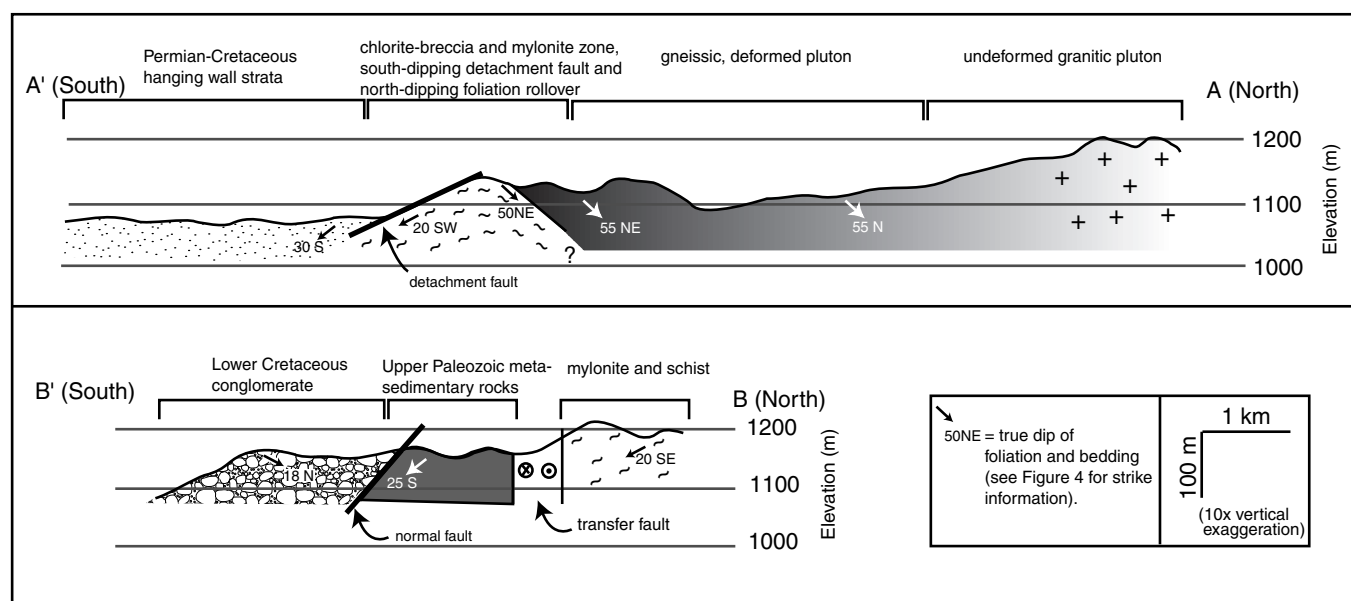 A' (South)
Permian-Cretaceous
hanging wall strata
chlorite-breccia and mylonite zone,
south-dipping detachment fault and
north-dipping foliation rollover
gneissic, deformed pluton
undeformed granitic pluton
A (North)
1200
1100
1000
Elevation (m)
30 S
20 SW
50NE
55 NE
55 N
?
detachment fault
B' (South)
Lower Cretaceous
conglomerate
Upper Paleozoic meta-
sedimentary rocks
mylonite and schist
B (North)
1200
1100
1000
Elevation (m)
18 N
25 S
20 SE
normal fault
transfer fault
50NE = true dip of
foliation and bedding
(see Figure 4 for strike
information).
1 km
100 m
(10x vertical
exaggeration)